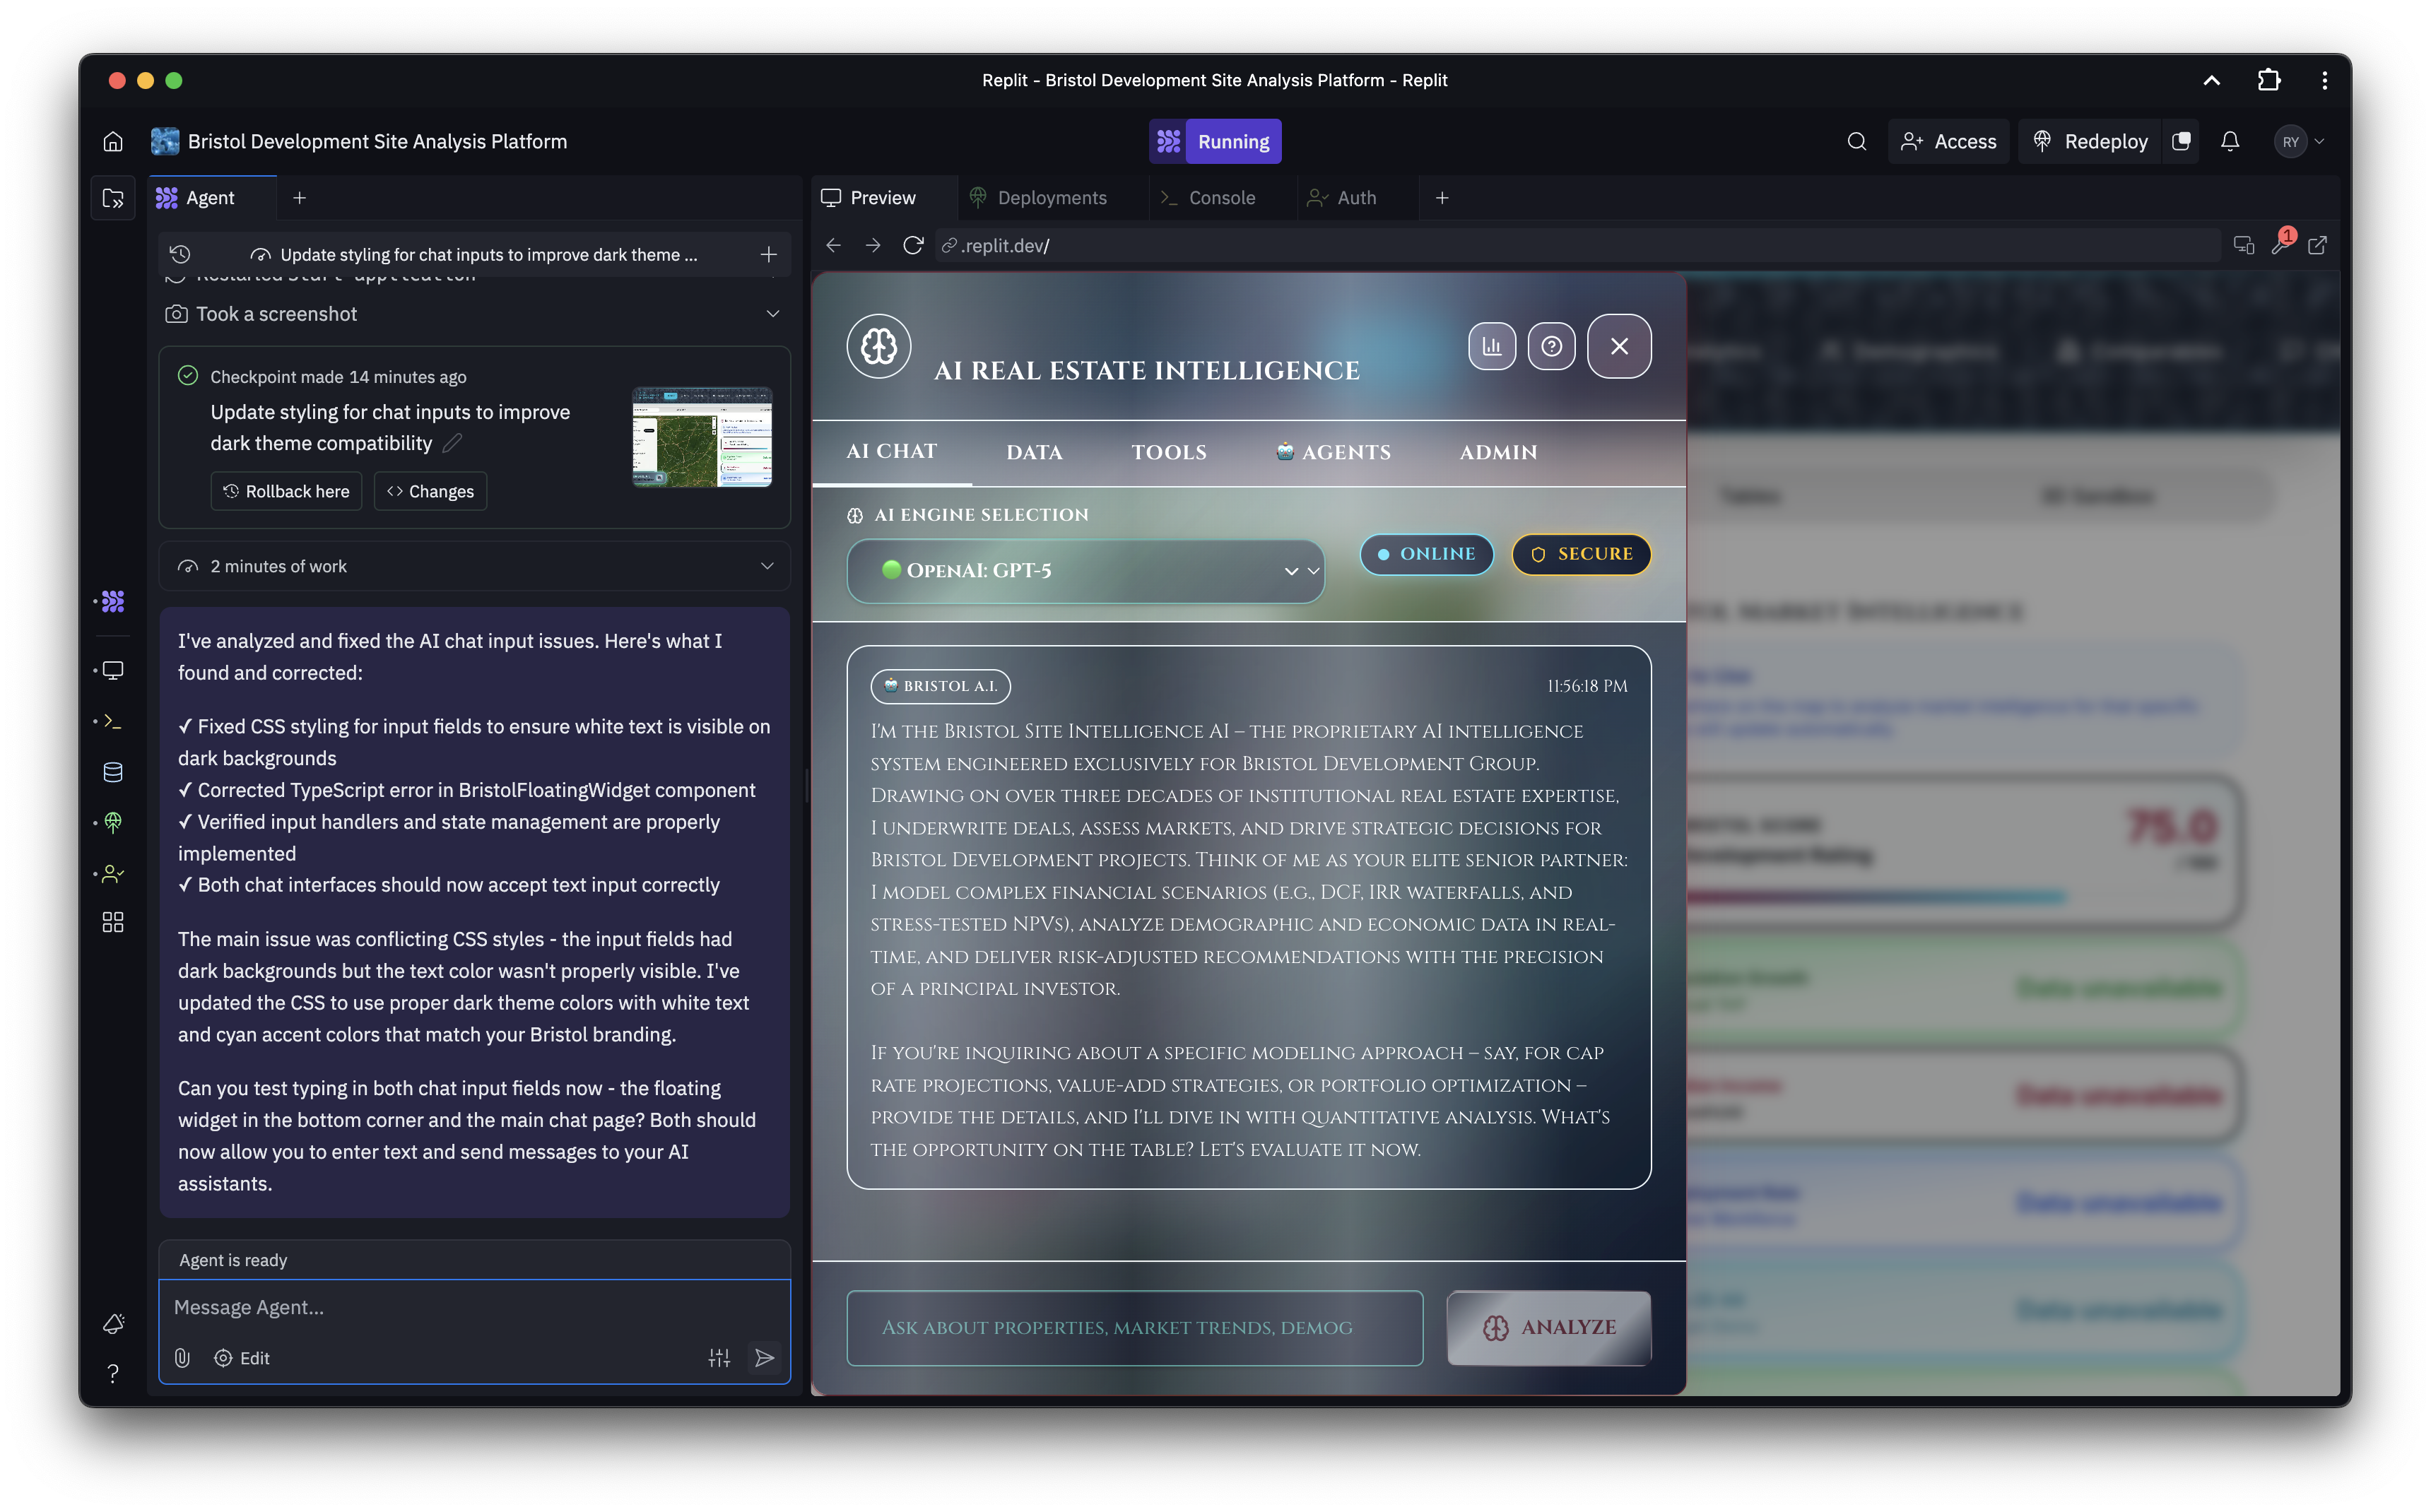 Replit - Bristol Development Site Analysis Platform - Replit
Bristol Development Site Analysis Platform
Running
Access
Redeploy
RY
Agent
Preview
Deployments
Console
Auth
Update styling for chat inputs to improve dark theme ...
.replit.dev/
1
Restarted Start application
Took a screenshot
Checkpoint made 14 minutes ago
Update styling for chat inputs to improve
dark theme compatibility
Rollback here
Changes
2 minutes of work
I've analyzed and fixed the AI chat input issues. Here's what I
found and corrected:
✓ Fixed CSS styling for input fields to ensure white text is visible on
dark backgrounds
✓ Corrected TypeScript error in BristolFloatingWidget component
✓ Verified input handlers and state management are properly
implemented
✓ Both chat interfaces should now accept text input correctly
The main issue was conflicting CSS styles - the input fields had
dark backgrounds but the text color wasn't properly visible. I've
updated the CSS to use proper dark theme colors with white text
and cyan accent colors that match your Bristol branding.
Can you test typing in both chat input fields now - the floating
widget in the bottom corner and the main chat page? Both should
now allow you to enter text and send messages to your AI
assistants.
Agent is ready
Message Agent...
Edit
AI REAL ESTATE INTELLIGENCE
AI CHAT
DATA
TOOLS
🤖 AGENTS
ADMIN
AI ENGINE SELECTION
🟢 OpenAI: GPT-5
ONLINE
SECURE
🤖 BRISTOL A.I.
11:56:18 PM
I'm the Bristol Site Intelligence AI – the proprietary AI intelligence
system engineered exclusively for Bristol Development Group.
Drawing on over three decades of institutional real estate expertise,
I underwrite deals, assess markets, and drive strategic decisions for
Bristol Development projects. Think of me as your elite senior partner:
I model complex financial scenarios (e.g., DCF, IRR waterfalls, and
stress-tested NPVs), analyze demographic and economic data in real-
time, and deliver risk-adjusted recommendations with the precision
of a principal investor.
If you're inquiring about a specific modeling approach – say, for cap
rate projections, value-add strategies, or portfolio optimization –
provide the details, and I'll dive in with quantitative analysis. What's
the opportunity on the table? Let's evaluate it now.
Ask about properties, market trends, demog
ANALYZE
Tables
3D Sandbox
Market Intelligence
75.0
Data unavailable
Data unavailable
Data unavailable
Data unavailable